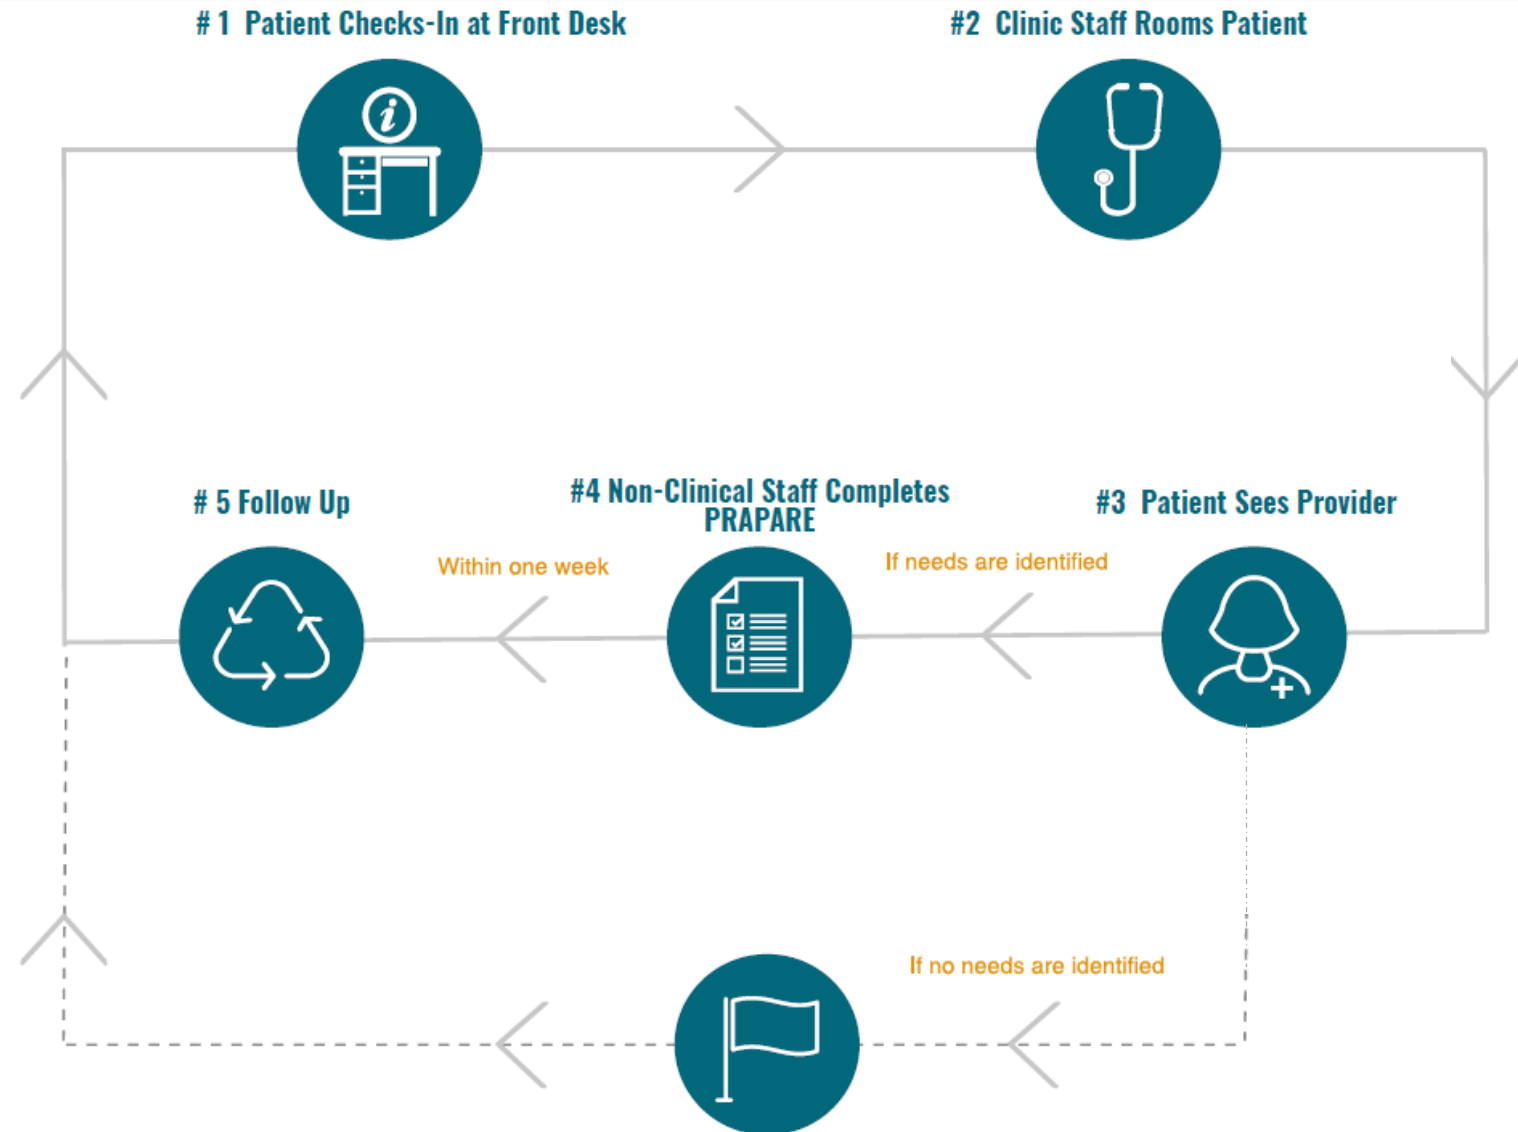 # 1 Patient Checks-In at Front Desk
#2 Clinic Staff Rooms Patient
# 5 Follow Up
#4 Non-Clinical Staff Completes
PRAPARE
#3 Patient Sees Provider
Within one week
If needs are identified
If no needs are identified